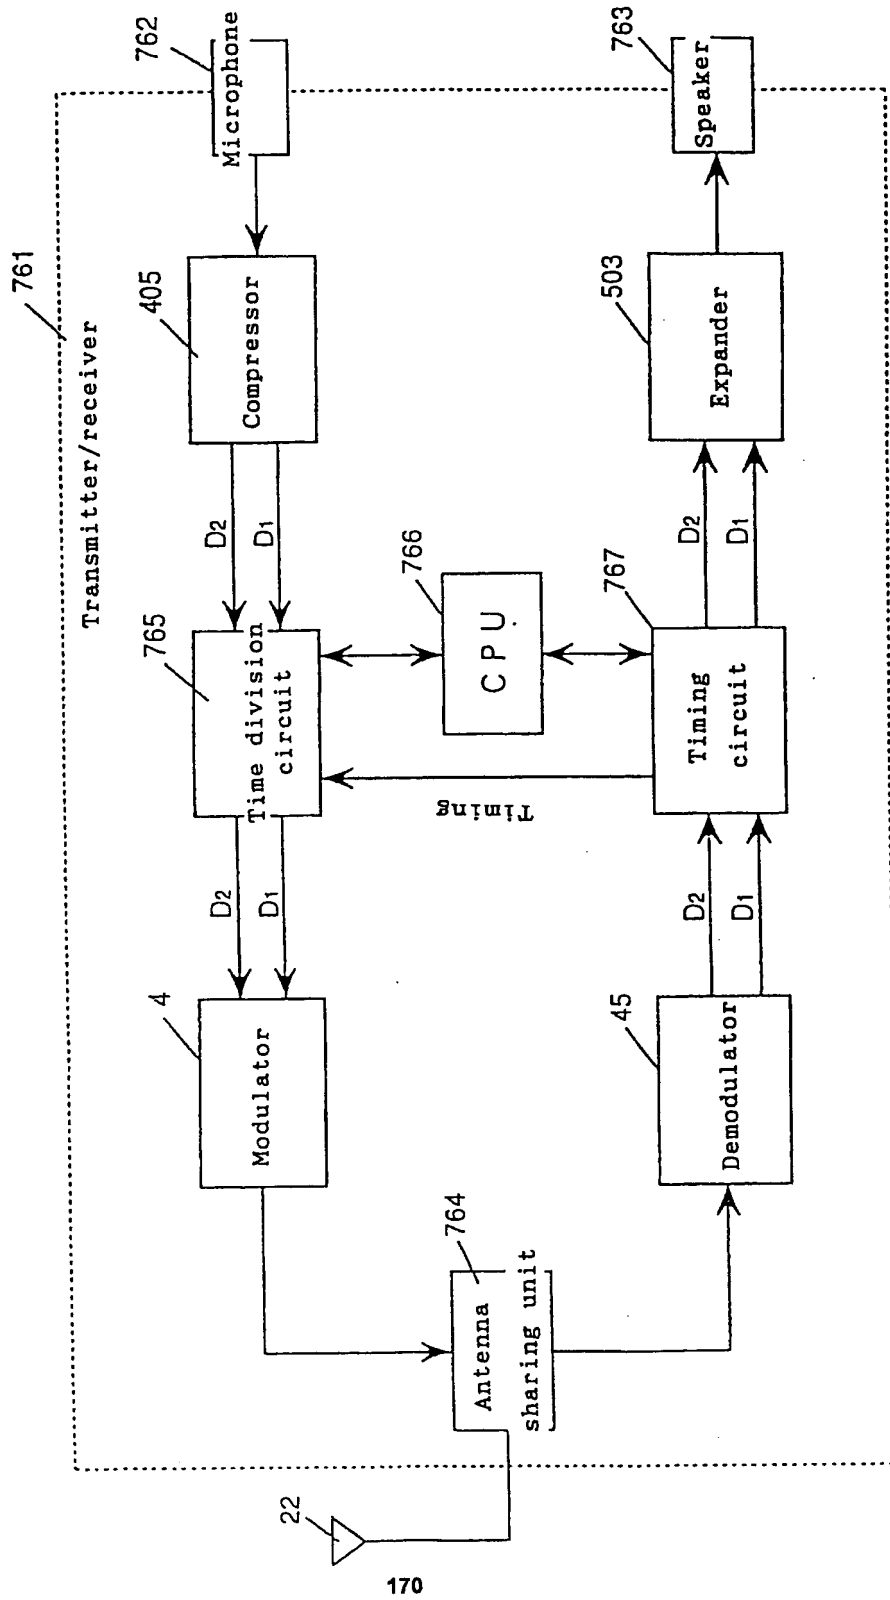 761
Transmitter/receiver
762
Microphone
405
Compressor
D2
D1
765
Time division
circuit
D2
D1
4
Modulator
766
CPU
Timing
764
Antenna
sharing unit
22
763
Speaker
503
Expander
D2
D1
767
Timing
circuit
D2
D1
45
Demodulator
170